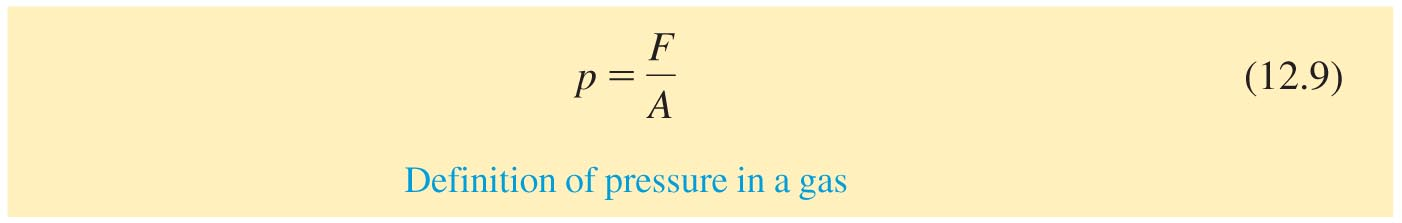 p = F/A (12.9)
Definition of pressure in a gas